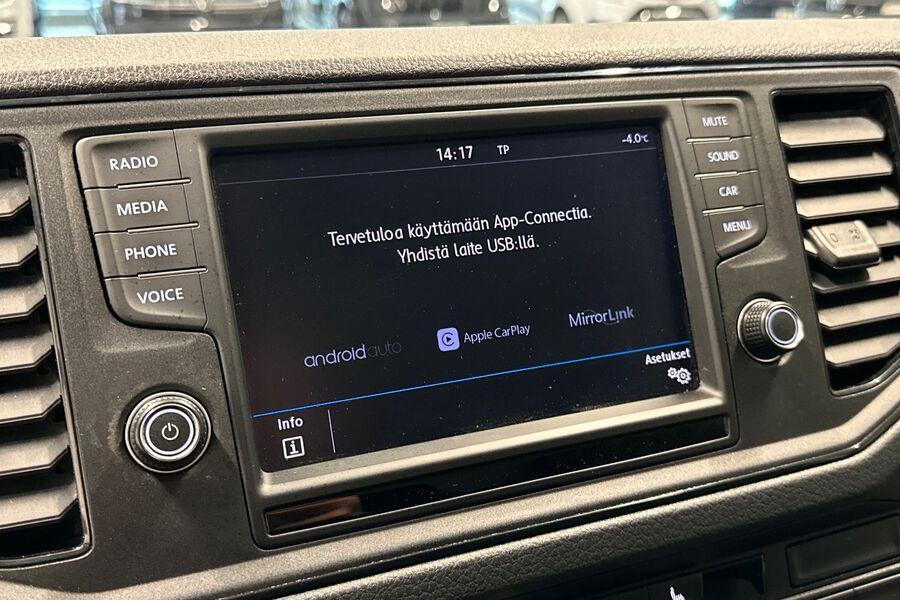 RADIO
MEDIA
PHONE
VOICE
14:17 TP -4.0°C
Tervetuloa käyttämään App-Connectia.
Yhdistä laite USB:llä.
androidauto
Apple CarPlay
MirrorLink
Asetukset
Info
i
MUTE
SOUND
CAR
MENU
0